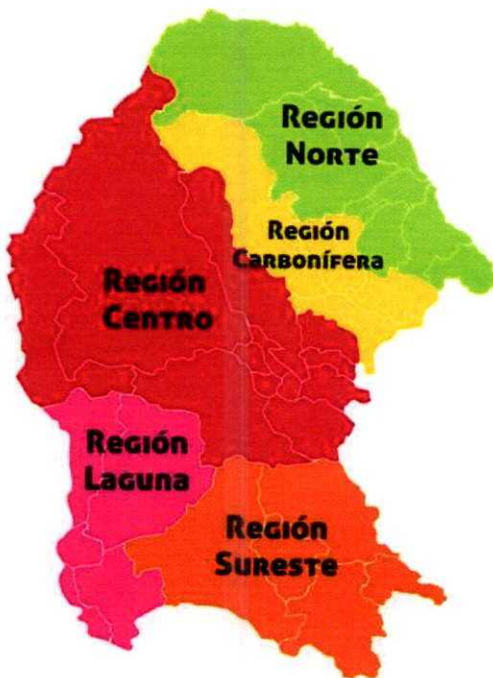 Región
Norte
Región
Carbonífera
Región
Centro
Región
Laguna
Región
Sureste